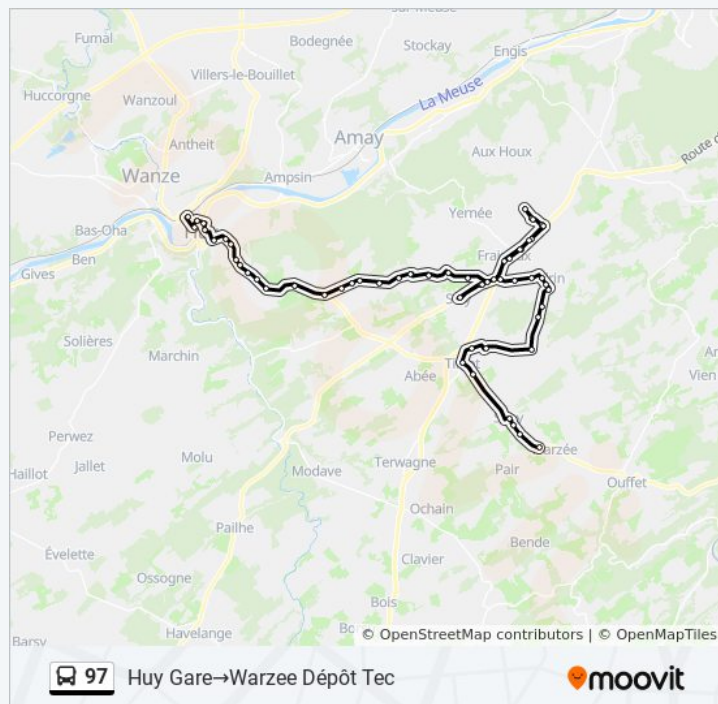 Fumal
Bodegnée
Stockay
Engis
Villers-le-Bouillet
Huccorgne
Wanzoul
La Meuse
Antheit
Amay
Aux Houx
Route
Wanze
Ampsin
Yernée
Bas-Oha
Fraineux
Gives
Ben
Solières
Marchin
Abée
Vien
Perwez
Molu
Terwagne
Pair
Haillot
Jallet
Modave
Ouffet
Pailhe
Ochain
Bende
Évelette
Clavier
Ossogne
Bois
Havelange
Barsy
© OpenStreetMap contributors | © OpenMapTiles
97 Huy Gare→Warzee Dépôt Tec
moovit